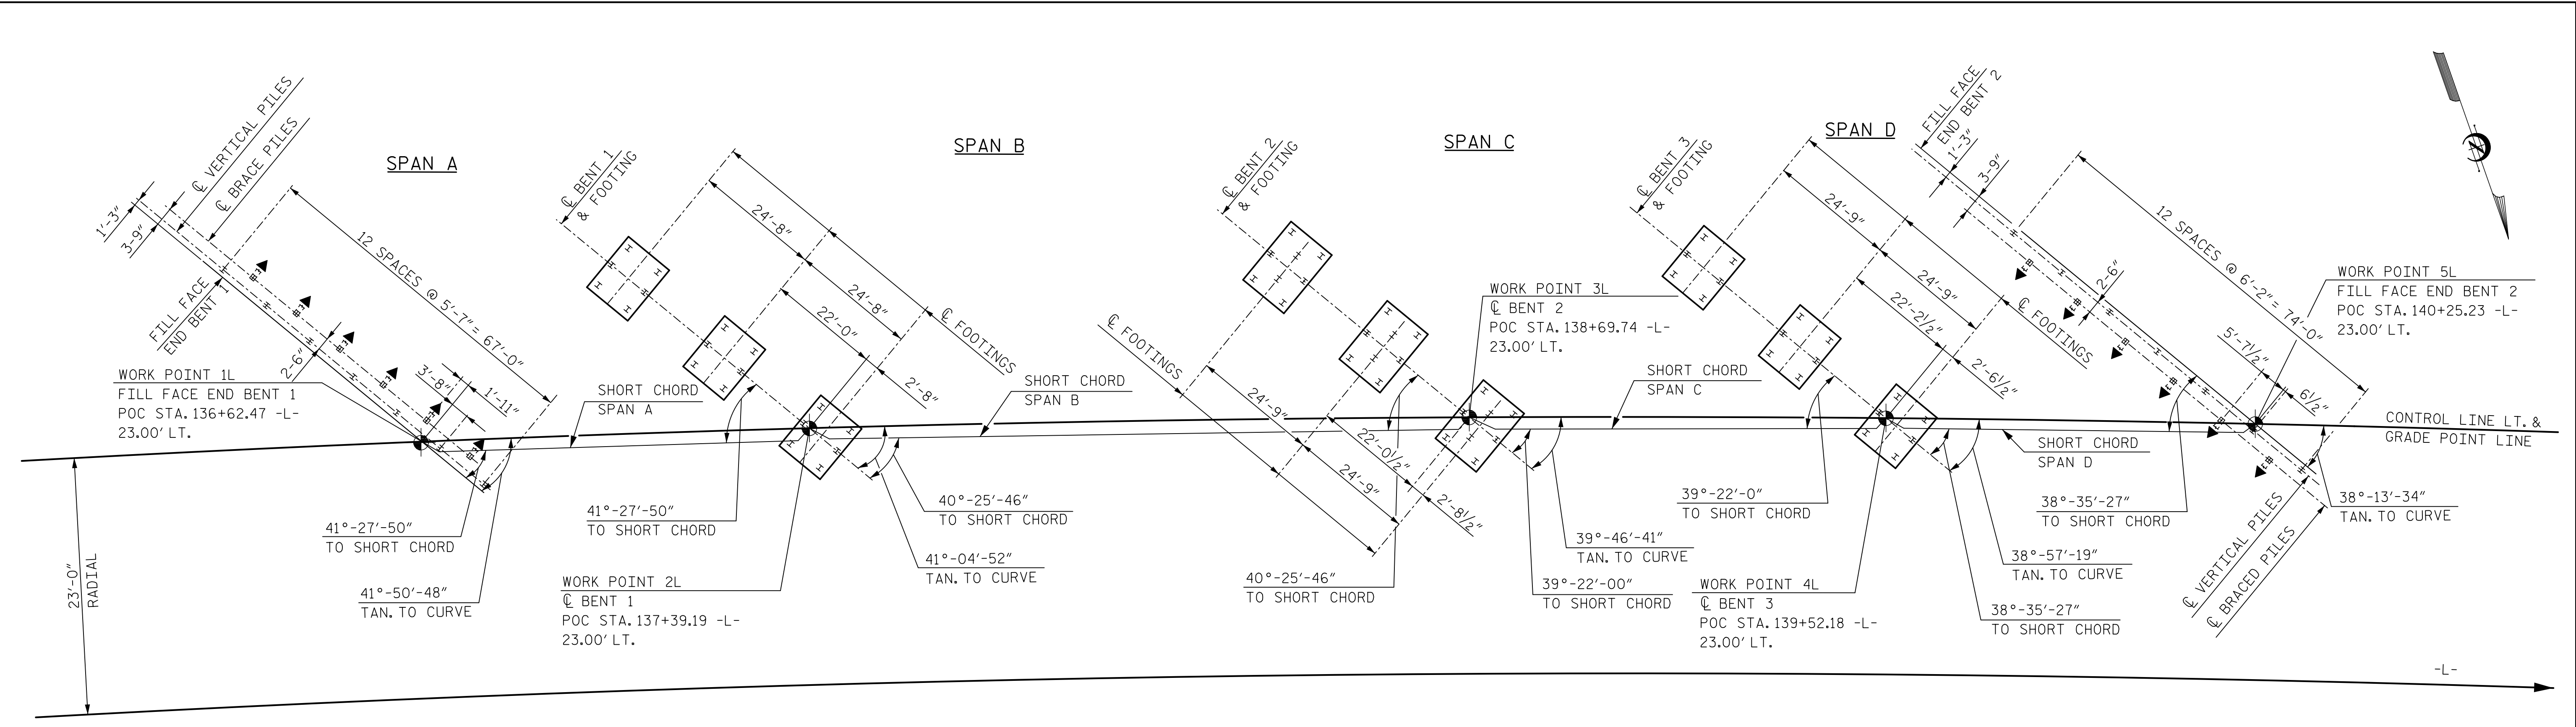 SPAN A
SPAN B
SPAN C
SPAN D
1'-3"
3'-9"
℄ VERTICAL PILES
℄ BRACE PILES
FILL FACE
END BENT 1
12 SPACES @ 5'-7" = 67'-0"
2'-6"
3'-8"
1'-11"
WORK POINT 1L
FILL FACE END BENT 1
POC STA. 136+62.47 -L-
23.00' LT.
SHORT CHORD
SPAN A
41°-27'-50"
TO SHORT CHORD
41°-50'-48"
TAN. TO CURVE
23'-0"
RADIAL
℄ BENT 1
& FOOTING
24'-8"
24'-8"
22'-0"
2'-8"
℄ FOOTINGS
SHORT CHORD
SPAN B
41°-27'-50"
TO SHORT CHORD
WORK POINT 2L
℄ BENT 1
POC STA. 137+39.19 -L-
23.00' LT.
40°-25'-46"
TO SHORT CHORD
41°-04'-52"
TAN. TO CURVE
℄ BENT 2
& FOOTING
℄ FOOTINGS
24'-9"
24'-9"
22'-0 1/2"
2'-8 1/2"
40°-25'-46"
TO SHORT CHORD
WORK POINT 3L
℄ BENT 2
POC STA. 138+69.74 -L-
23.00' LT.
SHORT CHORD
SPAN C
39°-46'-41"
TAN. TO CURVE
39°-22'-00"
TO SHORT CHORD
℄ BENT 3
& FOOTING
24'-9"
24'-9"
22'-2 1/2"
2'-6 1/2"
℄ FOOTINGS
39°-22'-0"
TO SHORT CHORD
WORK POINT 4L
℄ BENT 3
POC STA. 139+52.18 -L-
23.00' LT.
38°-57'-19"
TAN. TO CURVE
38°-35'-27"
TO SHORT CHORD
SHORT CHORD
SPAN D
38°-35'-27"
TO SHORT CHORD
FILL FACE
END BENT 2
1'-3"
3'-9"
12 SPACES @ 6'-2" = 74'-0"
2'-6"
5'-7 1/2"
6 1/2"
WORK POINT 5L
FILL FACE END BENT 2
POC STA. 140+25.23 -L-
23.00' LT.
CONTROL LINE LT. &
GRADE POINT LINE
38°-13'-34"
TAN. TO CURVE
℄ VERTICAL PILES
℄ BRACED PILES
-L-
N